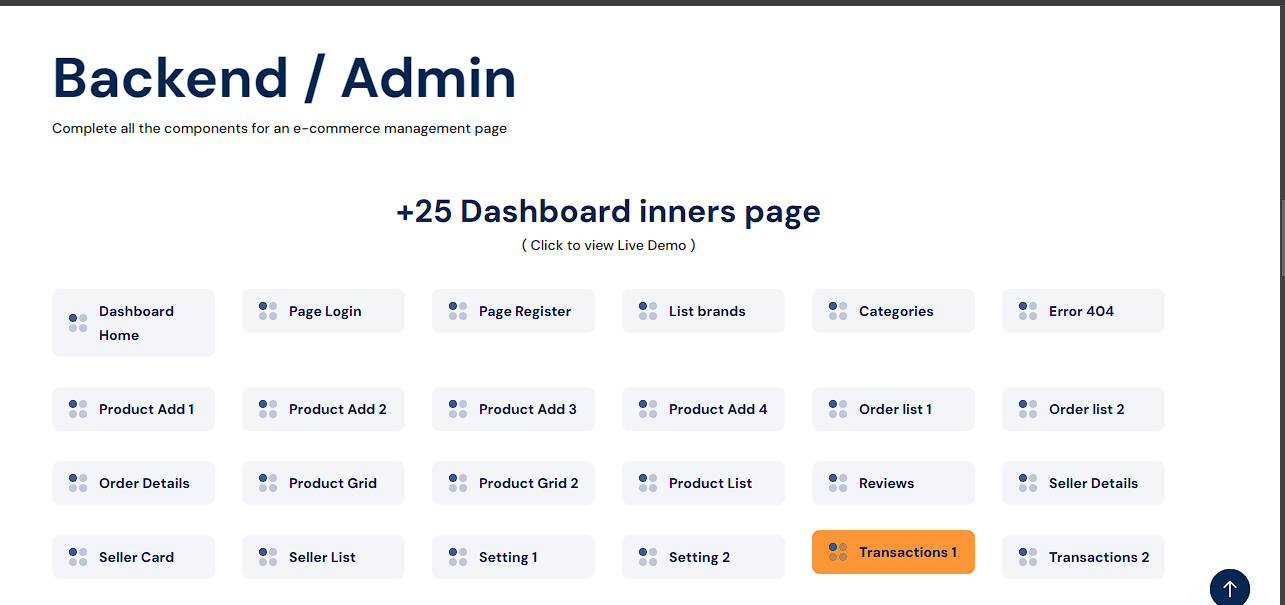 Backend / Admin
Complete all the components for an e-commerce management page
+25 Dashboard inners page
( Click to view Live Demo )
Dashboard
Home
Page Login
Page Register
List brands
Categories
Error 404
Product Add 1
Product Add 2
Product Add 3
Product Add 4
Order list 1
Order list 2
Order Details
Product Grid
Product Grid 2
Product List
Reviews
Seller Details
Seller Card
Seller List
Setting 1
Setting 2
Transactions 1
Transactions 2